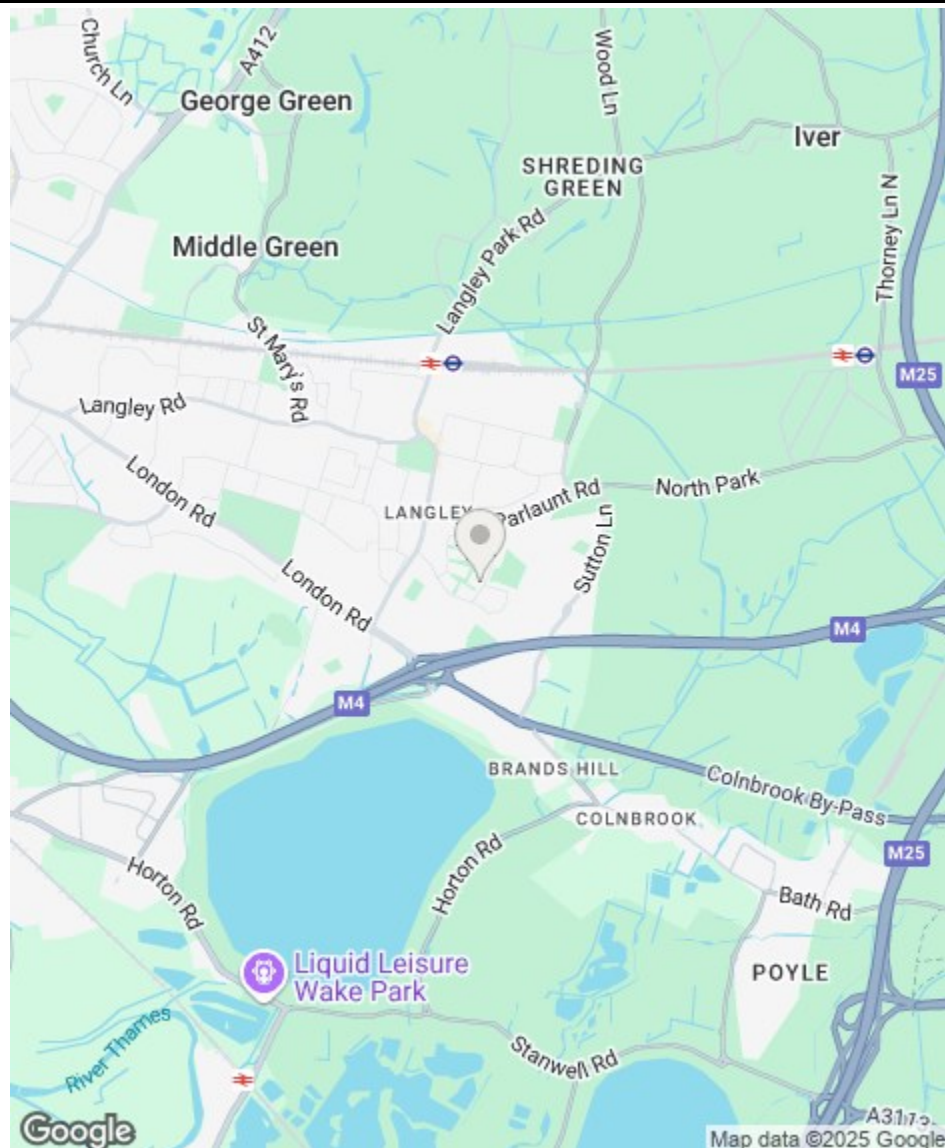 Church Ln
A412
Wood Ln
George Green
Iver
SHREDING
GREEN
Thorney Ln N
Langley Park Rd
Middle Green
St Mary's Rd
M25
Langley Rd
London Rd
North Park
Parlaunt Rd
LANGLEY
Sutton Ln
London Rd
M4
M4
BRANDS HILL
Colnbrook By-Pass
COLNBROOK
M25
Horton Rd
Horton Rd
Bath Rd
Liquid Leisure
Wake Park
POYLE
River Thames
Stanwell Rd
A3113
Google
Map data ©2025 Google